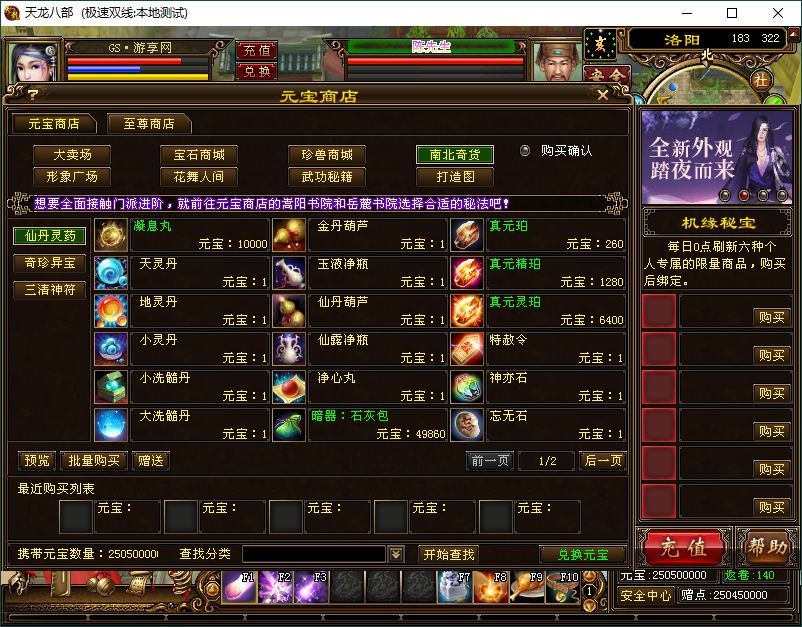 天龙八部 (极速双线:本地测试)
GS·游享网
充值
兑换
陈先生
安全
亥
洛阳 183 322
北
社
? 元宝商店
元宝商店 至尊商店
大卖场 宝石商城 珍兽商城 南北奇货 购买确认
形象广场 花舞人间 武功秘籍 打造图
想要全面接触门派进阶，就前往元宝商店的嵩阳书院和岳麓书院选择合适的秘法吧！
仙丹灵药
奇珍异宝
三清神符
凝息丸 元宝：10000
金丹葫芦 元宝：1
真元珀 元宝：260
天灵丹 元宝：1
玉液净瓶 元宝：1
真元精珀 元宝：1280
地灵丹 元宝：1
仙丹葫芦 元宝：1
真元灵珀 元宝：6400
小灵丹 元宝：1
仙露净瓶 元宝：1
特赦令 元宝：1
小洗髓丹 元宝：1
净心丸 元宝：1
神亦石 元宝：1
大洗髓丹 元宝：1
暗器：石灰包 元宝：49860
忘无石 元宝：1
预览 批量购买 赠送 前一页 1/2 后一页
最近购买列表
元宝： 元宝： 元宝： 元宝： 元宝：
携带元宝数量：25050000 查找分类 开始查找 兑换元宝
全新外观
踏夜而来
机缘秘宝
每日0点刷新六种个
人专属的限量商品，购买
后绑定。
购买
购买
购买
购买
购买
购买
充值 帮助
元宝:250500000 返卷:140
安全中心 赠点:250450000
F1 F2 F3 F7 F8 F9 F10 1